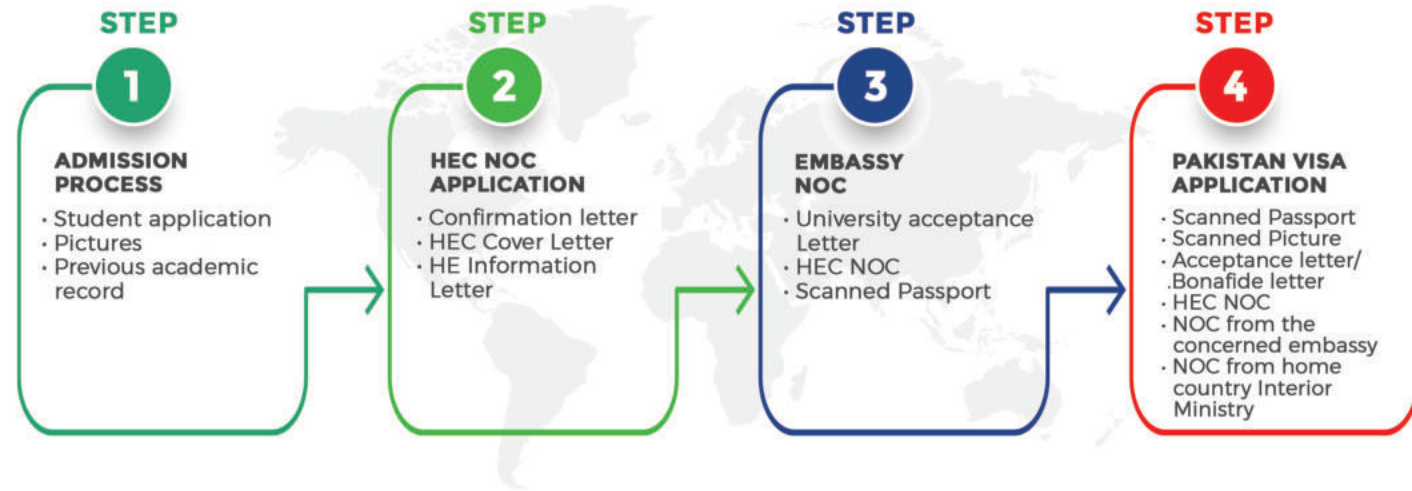 STEP
1
ADMISSION
PROCESS
· Student application
· Pictures
· Previous academic
record
STEP
2
HEC NOC
APPLICATION
· Confirmation letter
· HEC Cover Letter
· HE Information
Letter
STEP
3
EMBASSY
NOC
· University acceptance
Letter
· HEC NOC
· Scanned Passport
STEP
4
PAKISTAN VISA
APPLICATION
· Scanned Passport
· Scanned Picture
· Acceptance letter/
.Bonafide letter
· HEC NOC
· NOC from the
concerned embassy
· NOC from home
country Interior
Ministry